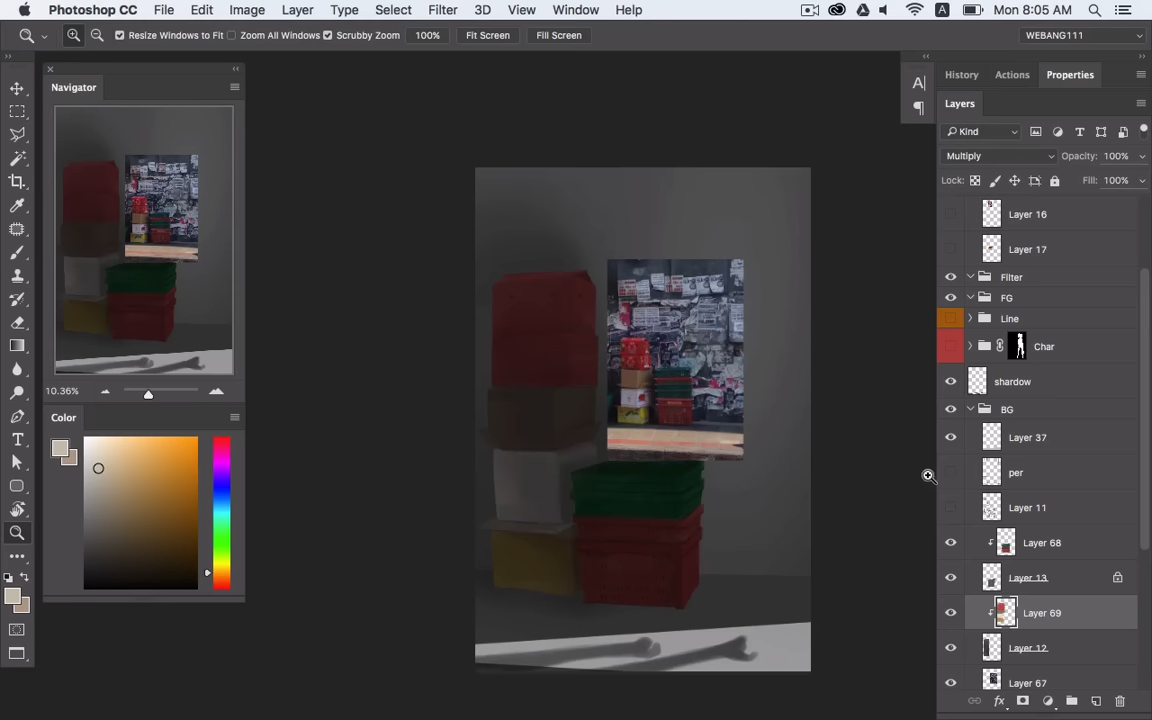 Photoshop CC File Edit Image Layer Type Select Filter 3D View Window Help A Mon 8:05 AM
Resize Windows to Fit Zoom All Windows Scrubby Zoom 100% Fit Screen Fill Screen WEBANG111
Navigator
10.36%
Color
A
¶
History Actions Properties
Layers
Kind T
Multiply Opacity: 100%
Lock: Fill: 100%
Layer 16
Layer 17
Filter
FG
Line
Char
shardow
BG
Layer 37
per
Layer 11
Layer 68
Layer 13
Layer 69
Layer 12
Layer 67
fx
T